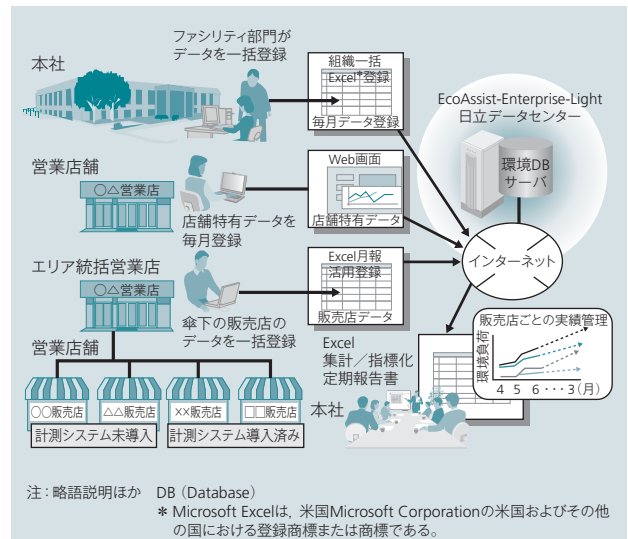 ファシリティ部門が
データを一括登録
本社
組織一括
Excel*登録
毎月データ登録
EcoAssist-Enterprise-Light
日立データセンター
環境DB
サーバ
営業店舗
○△営業店
店舗特有データを
毎月登録
Web画面
店舗特有データ
インターネット
エリア統括営業店
○△営業店
傘下の販売店の
データを一括登録
Excel月報
活用登録
販売店データ
営業店舗
○○販売店
△△販売店
××販売店
□□販売店
計測システム未導入
計測システム導入済み
Excel
集計/指標化
定期報告書
本社
販売店ごとの実績管理
環境負荷
4 5 6 ・・・3(月)
注:略語説明ほか DB(Database)
* Microsoft Excelは,米国Microsoft Corporationの米国およびその他
の国における登録商標または商標である。